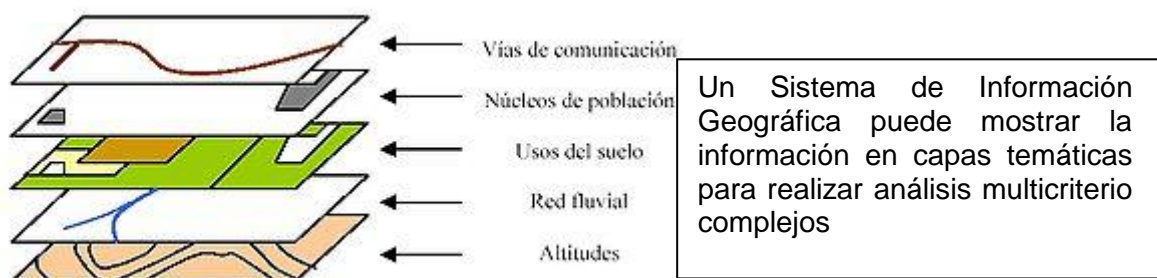 Vías de comunicación
Núcleos de población
Usos del suelo
Red fluvial
Altitudes
Un Sistema de Información
Geográfica puede mostrar la
información en capas temáticas
para realizar análisis multicriterio
complejos